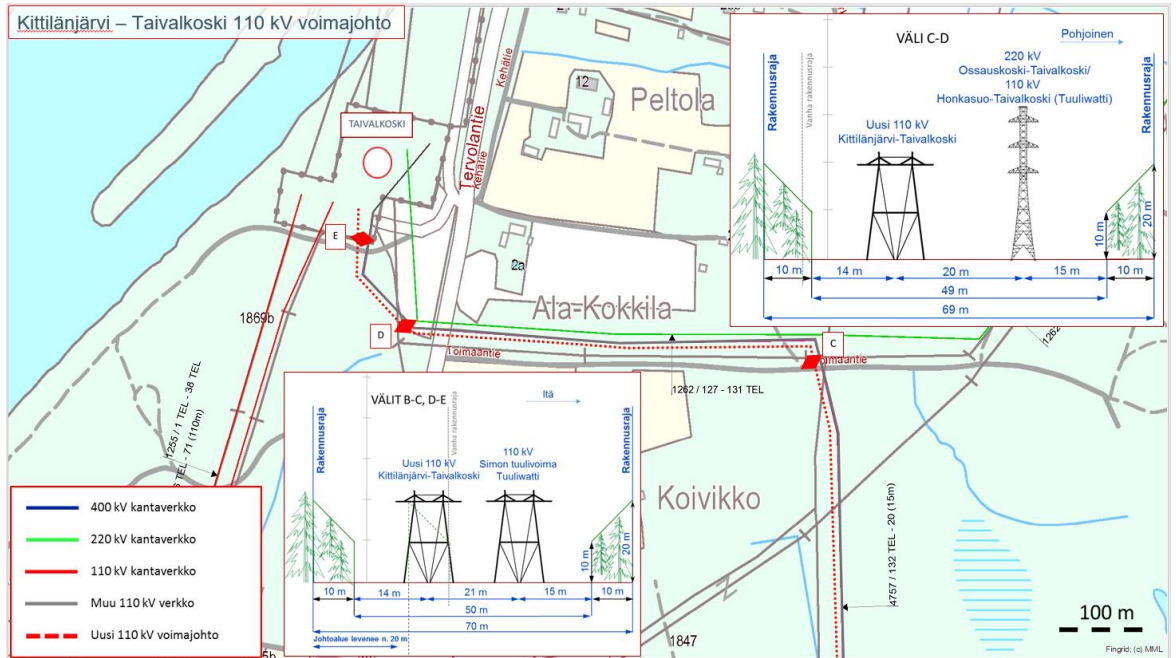 Kittilänjärvi – Taivalkoski 110 kV voimajohto
Kehätie
12
Peltola
Tervolantie
Kehätie
TAIVALKOSKI
E
2a
Ala-Kokkila
1869b
D
Toimaantie
C
1262 / 127 - 131 TEL
1262
1255 / 1 TEL - 38 TEL
TEL - 71 (110m)
Koivikko
4757 / 132 TEL - 20 (15m)
1847
VÄLI C-D
Pohjoinen
Rakennusraja
Vanha rakennusraja
220 kV
Ossauskoski-Taivalkoski/
110 kV
Honkasuo-Taivalkoski (Tuuliwatti)
Uusi 110 kV
Kittilänjärvi-Taivalkoski
Rakennusraja
10 m
20 m
10 m
14 m
20 m
15 m
10 m
49 m
69 m
VÄLIT B-C, D-E
Itä
Rakennusraja
Vanha rakennusraja
Uusi 110 kV
Kittilänjärvi-Taivalkoski
110 kV
Simon tuulivoima
Tuuliwatti
Rakennusraja
10 m
20 m
10 m
14 m
21 m
15 m
10 m
50 m
70 m
Johtoalue levenee n. 20 m
400 kV kantaverkko
220 kV kantaverkko
110 kV kantaverkko
Muu 110 kV verkko
Uusi 110 kV voimajohto
100 m
Fingrid; (c) MML